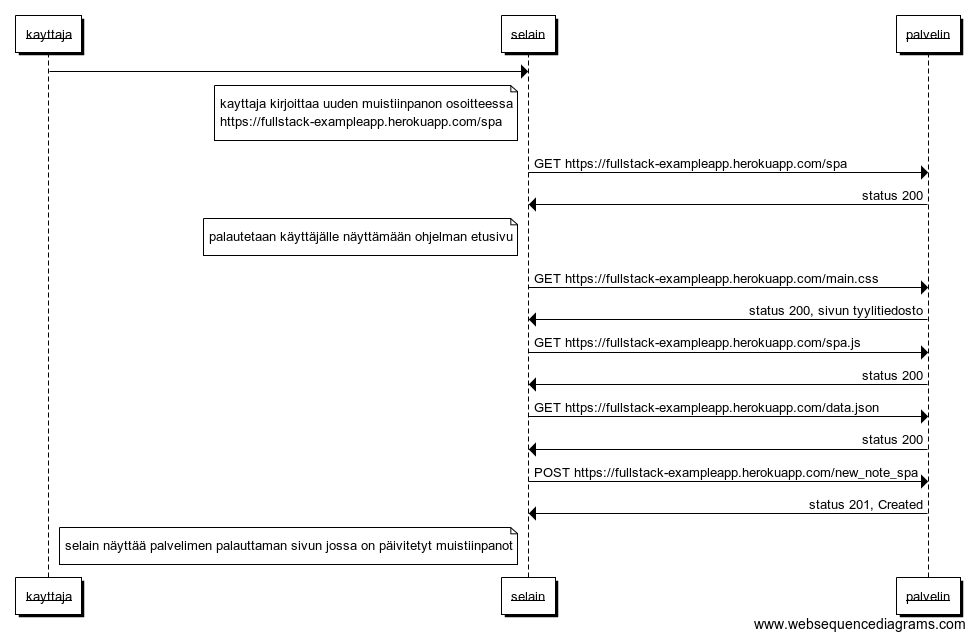 kayttaja selain palvelin
kayttaja kirjoittaa uuden muistiinpanon osoitteessa
https://fullstack-exampleapp.herokuapp.com/spa
GET https://fullstack-exampleapp.herokuapp.com/spa
status 200
palautetaan käyttäjälle näyttämään ohjelman etusivu
GET https://fullstack-exampleapp.herokuapp.com/main.css
status 200, sivun tyylitiedosto
GET https://fullstack-exampleapp.herokuapp.com/spa.js
status 200
GET https://fullstack-exampleapp.herokuapp.com/data.json
status 200
POST https://fullstack-exampleapp.herokuapp.com/new_note_spa
status 201, Created
selain näyttää palvelimen palauttaman sivun jossa on päivitetyt muistiinpanot
kayttaja selain palvelin
www.websequencediagrams.com